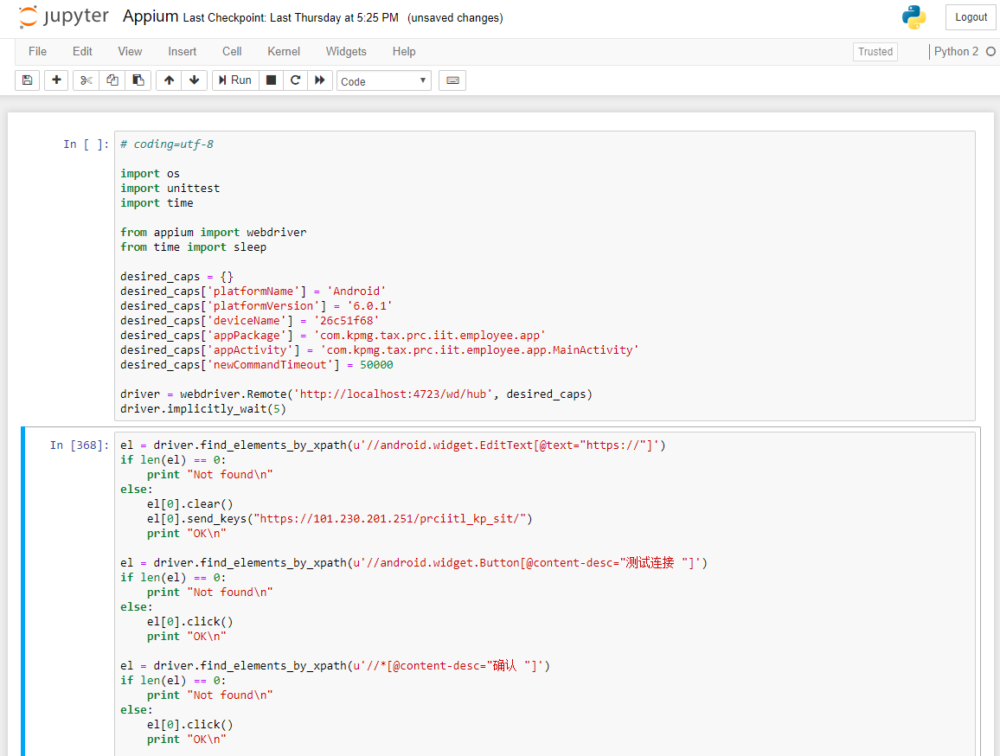 jupyter Appium Last Checkpoint: Last Thursday at 5:25 PM (unsaved changes) Logout
File Edit View Insert Cell Kernel Widgets Help Trusted Python 2
Run Code
In [ ]: # coding=utf-8
import os
import unittest
import time
from appium import webdriver
from time import sleep
desired_caps = {}
desired_caps['platformName'] = 'Android'
desired_caps['platformVersion'] = '6.0.1'
desired_caps['deviceName'] = '26c51f68'
desired_caps['appPackage'] = 'com.kpmg.tax.prc.iit.employee.app'
desired_caps['appActivity'] = 'com.kpmg.tax.prc.iit.employee.app.MainActivity'
desired_caps['newCommandTimeout'] = 50000
driver = webdriver.Remote('http://localhost:4723/wd/hub', desired_caps)
driver.implicitly_wait(5)
In [368]: el = driver.find_elements_by_xpath(u'//android.widget.EditText[@text="https://"]')
if len(el) == 0:
    print "Not found\n"
else:
    el[0].clear()
    el[0].send_keys("https://101.230.201.251/prciitl_kp_sit/")
    print "OK\n"
el = driver.find_elements_by_xpath(u'//android.widget.Button[@content-desc="测试连接 "]')
if len(el) == 0:
    print "Not found\n"
else:
    el[0].click()
    print "OK\n"
el = driver.find_elements_by_xpath(u'//*[@content-desc="确认 "]')
if len(el) == 0:
    print "Not found\n"
else:
    el[0].click()
    print "OK\n"